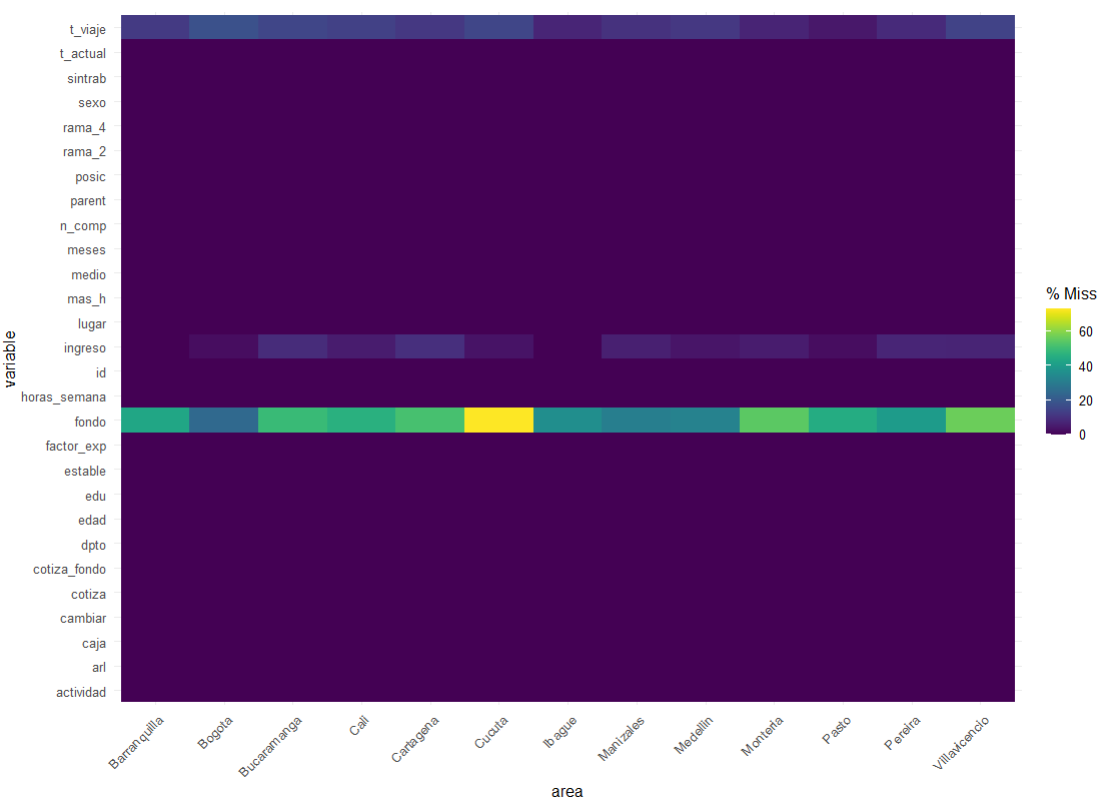 t_viaje
t_actual
sintrab
sexo
rama_4
rama_2
posic
parent
n_comp
meses
medio
mas_h
lugar
ingreso
id
horas_semana
fondo
factor_exp
estable
edu
edad
dpto
cotiza_fondo
cotiza
cambiar
caja
arl
actividad
variable
Barranquilla
Bogota
Bucaramanga
Cali
Cartagena
Cucuta
Ibague
Manizales
Medellin
Monteria
Pasto
Pereira
Villavicencio
area
% Miss
60
40
20
0